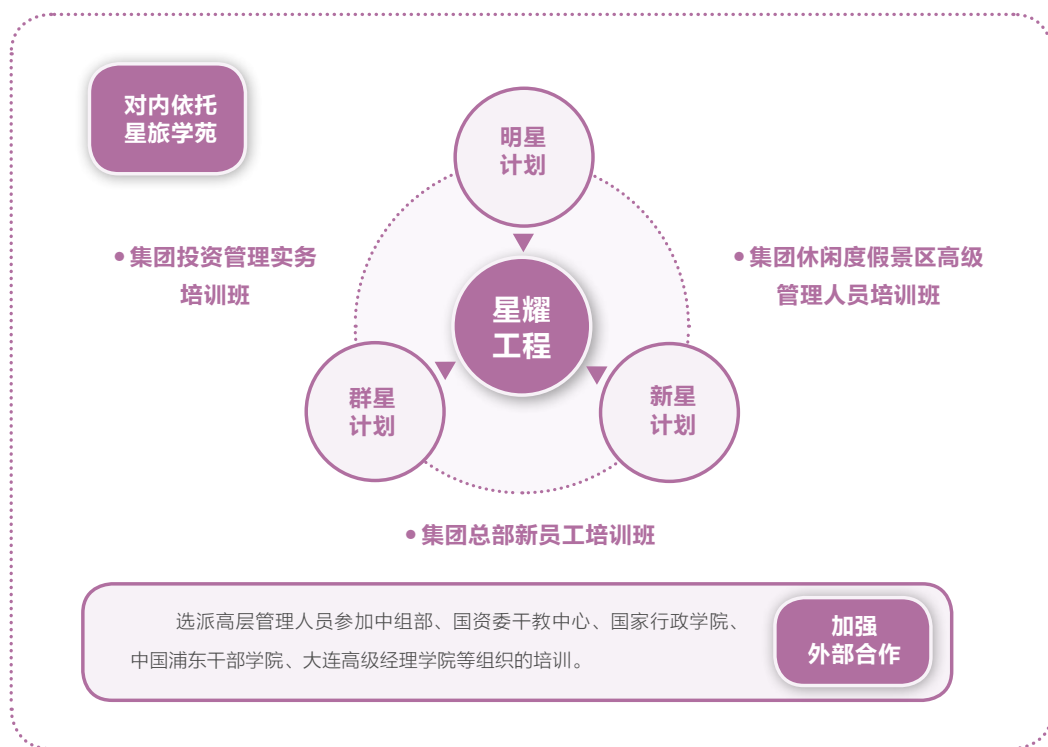 对内依托
星旅学苑
明星
计划
• 集团投资管理实务
培训班
• 集团休闲度假景区高级
管理人员培训班
星耀
工程
群星
计划
新星
计划
• 集团总部新员工培训班
选派高层管理人员参加中组部、国资委干教中心、国家行政学院、
中国浦东干部学院、大连高级经理学院等组织的培训。
加强
外部合作